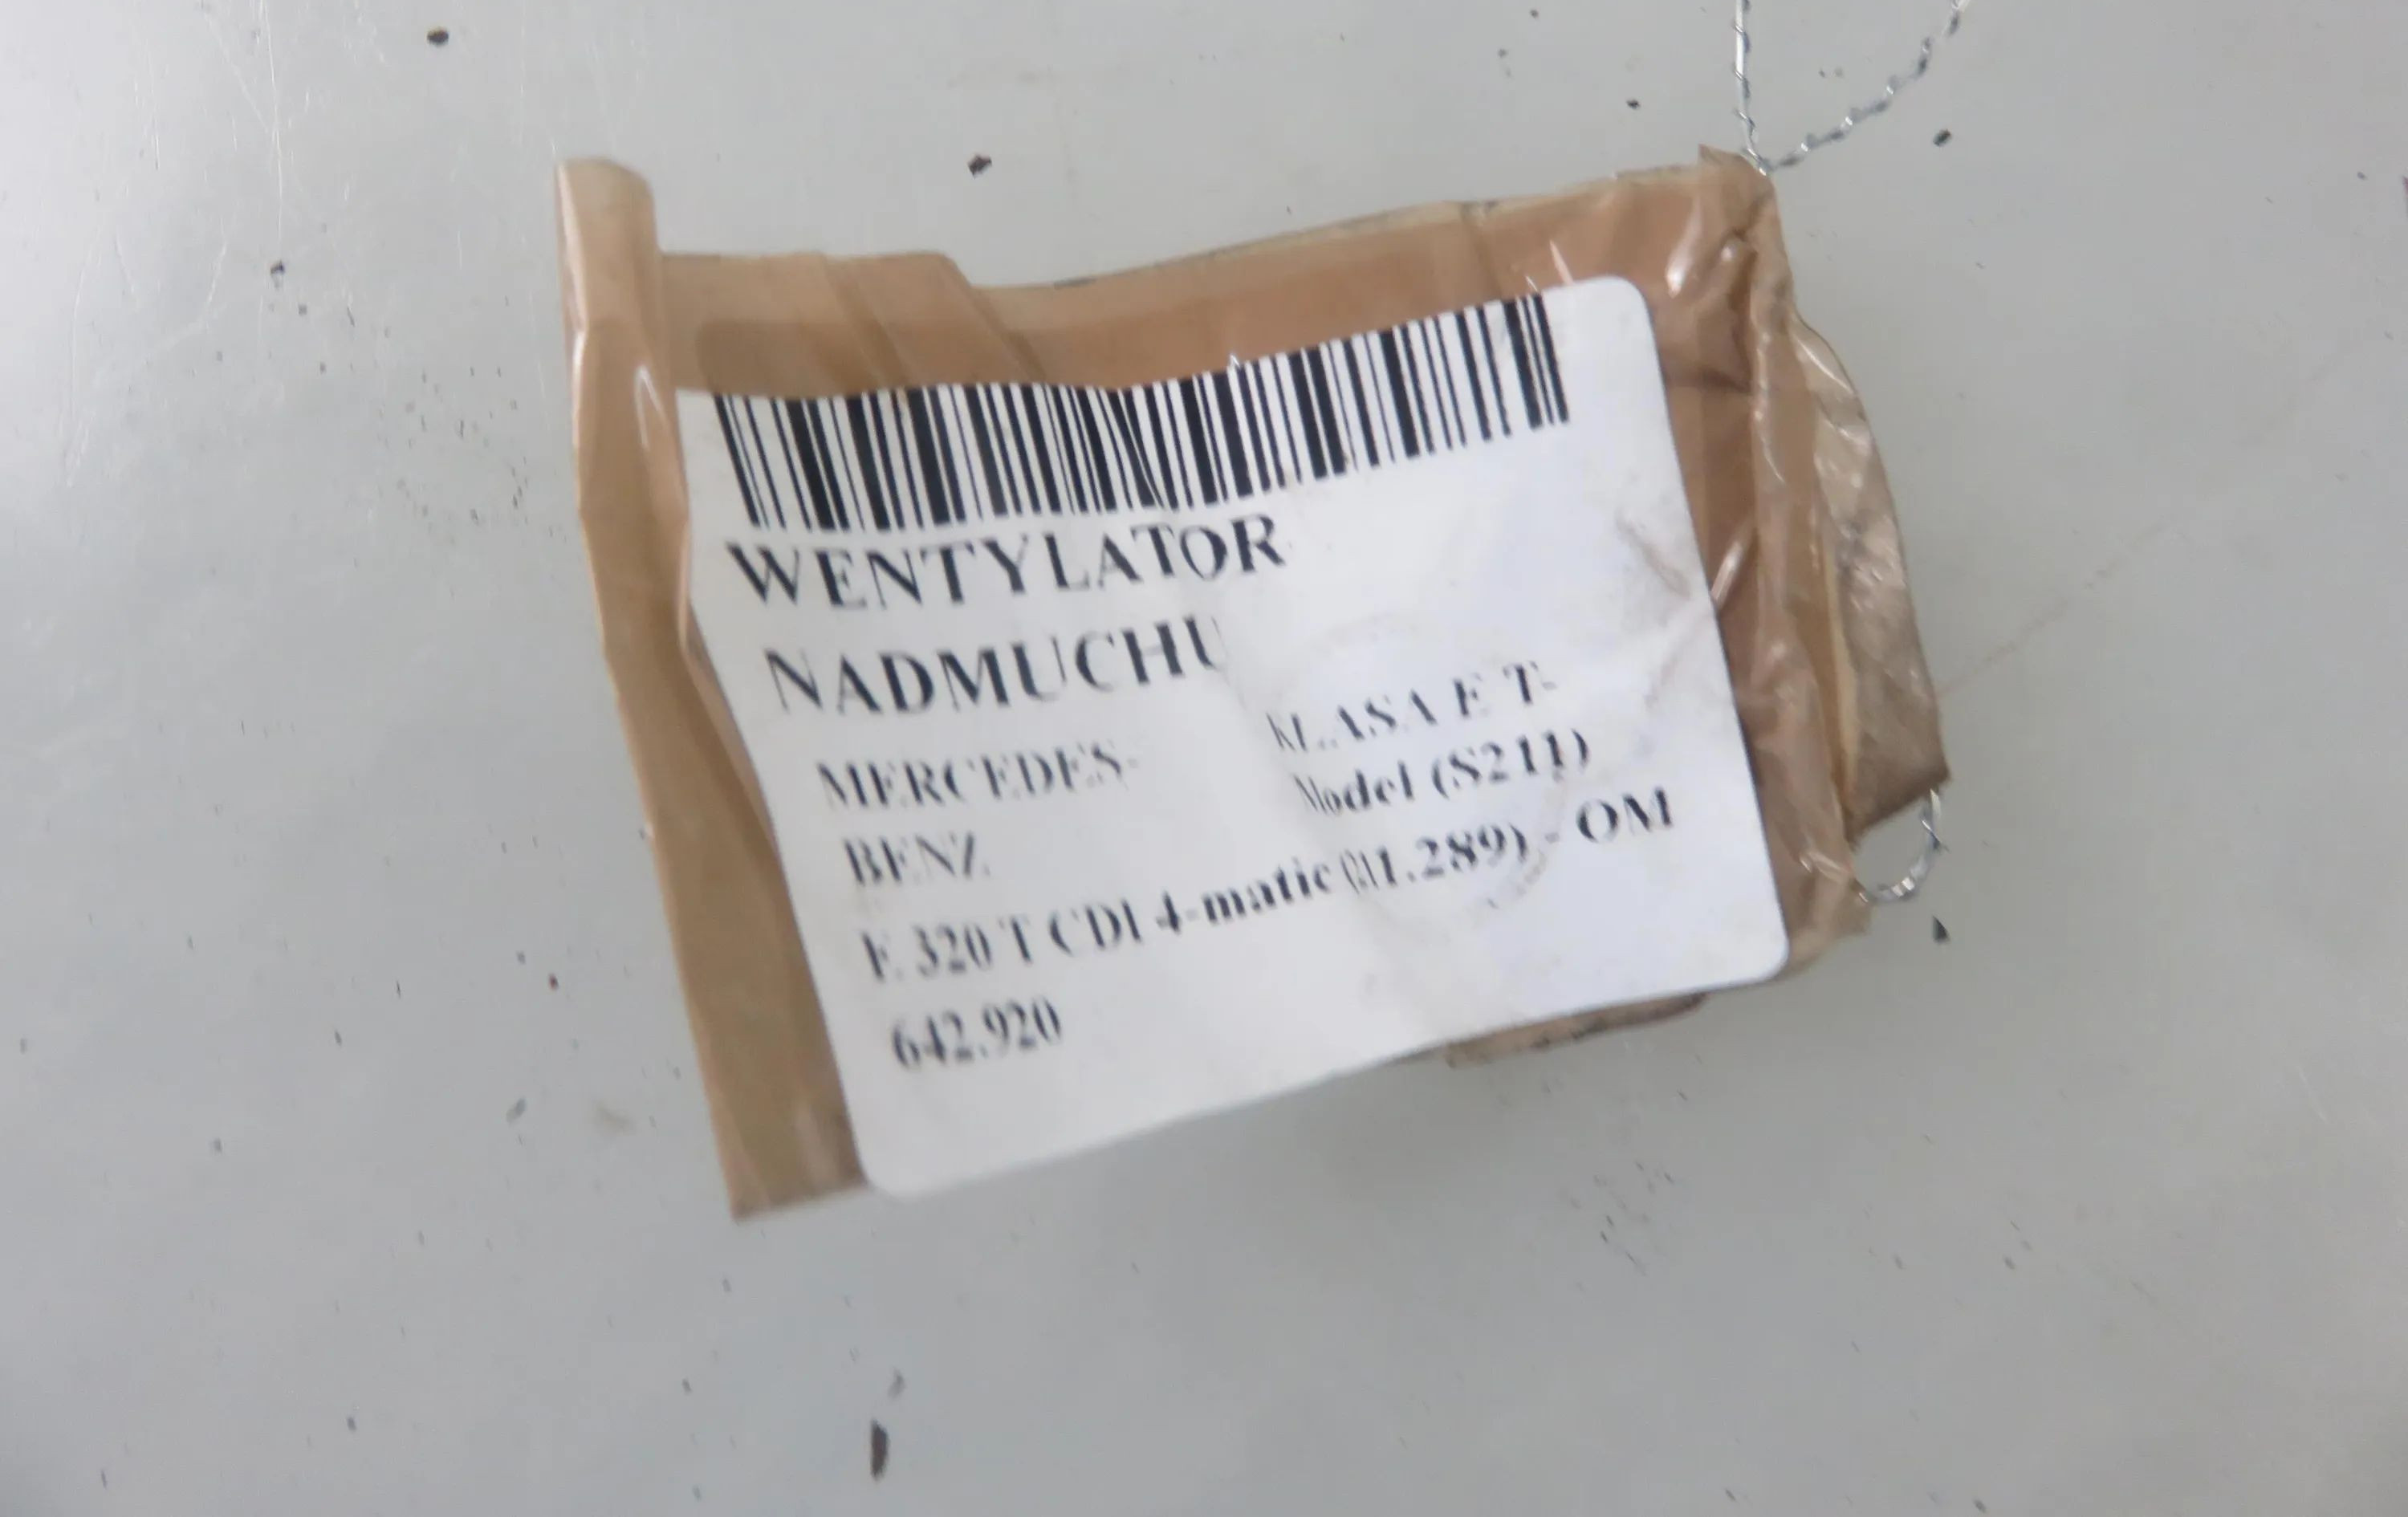 WENTYLATOR
NADMUCHU
MERCEDES-
BENZ
KLASA E T-
Model (S211)
E 320 T CDI 4-matic (211.289) - OM
642.920